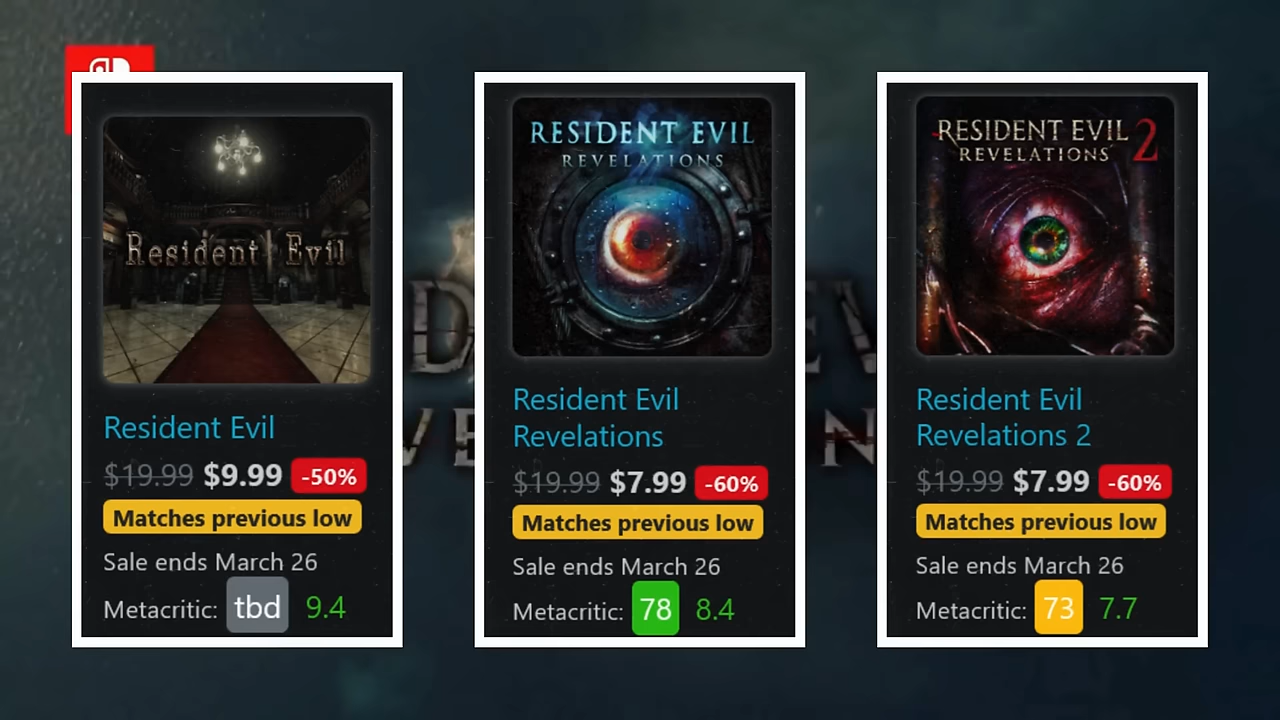 Resident Evil
Resident Evil
$19.99 $9.99 -50%
Matches previous low
Sale ends March 26
Metacritic: tbd 9.4
RESIDENT EVIL
REVELATIONS
Resident Evil
Revelations
$19.99 $7.99 -60%
Matches previous low
Sale ends March 26
Metacritic: 78 8.4
RESIDENT EVIL 2
REVELATIONS
Resident Evil
Revelations 2
$19.99 $7.99 -60%
Matches previous low
Sale ends March 26
Metacritic: 73 7.7